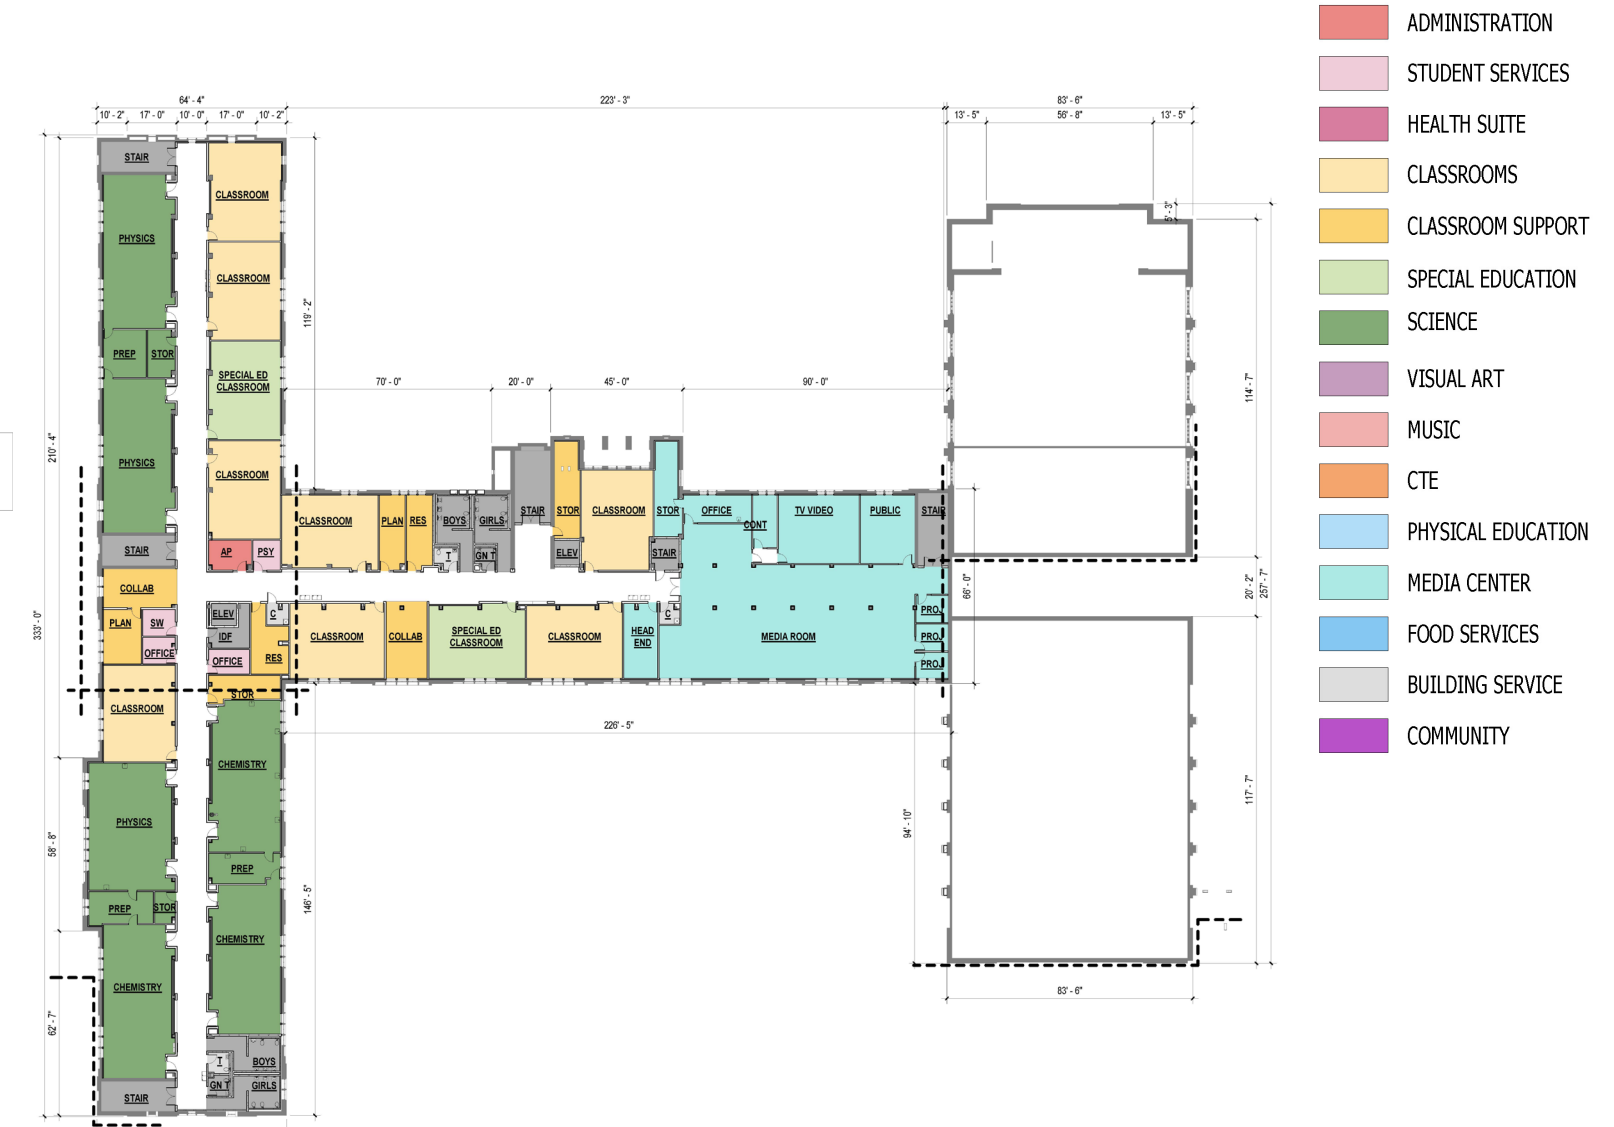 ADMINISTRATION
STUDENT SERVICES
HEALTH SUITE
CLASSROOMS
CLASSROOM SUPPORT
SPECIAL EDUCATION
SCIENCE
VISUAL ART
MUSIC
CTE
PHYSICAL EDUCATION
MEDIA CENTER
FOOD SERVICES
BUILDING SERVICE
COMMUNITY
64' - 4"
223' - 3"
83' - 6"
10' - 2"
17' - 0"
10' - 0"
17' - 0"
10' - 2"
13' - 5"
56' - 8"
13' - 5"
STAIR
CLASSROOM
5' - 3"
PHYSICS
CLASSROOM
119' - 2"
PREP
STOR
SPECIAL ED
CLASSROOM
70' - 0"
20' - 0"
45' - 0"
90' - 0"
114' - 7"
210' - 4"
PHYSICS
CLASSROOM
STAIR
AP
PSY
CLASSROOM
PLAN
RES
BOYS
GIRLS
T
GN T
STAIR
STOR
ELEV
CLASSROOM
STOR
STAIR
OFFICE
CONT
TV VIDEO
PUBLIC
STAIR
COLLAB
PLAN
SW
OFFICE
ELEV
IDF
OFFICE
C
RES
CLASSROOM
COLLAB
SPECIAL ED
CLASSROOM
CLASSROOM
HEAD
END
C
MEDIA ROOM
PROJ
PROJ
PROJ
66' - 0"
20' - 2"
257' - 7"
333' - 0"
STOR
CLASSROOM
226' - 5"
CHEMISTRY
PHYSICS
58' - 8"
94' - 10"
117' - 7"
PREP
PREP
STOR
146' - 5"
CHEMISTRY
CHEMISTRY
83' - 6"
62' - 7"
T
BOYS
GN T
GIRLS
STAIR